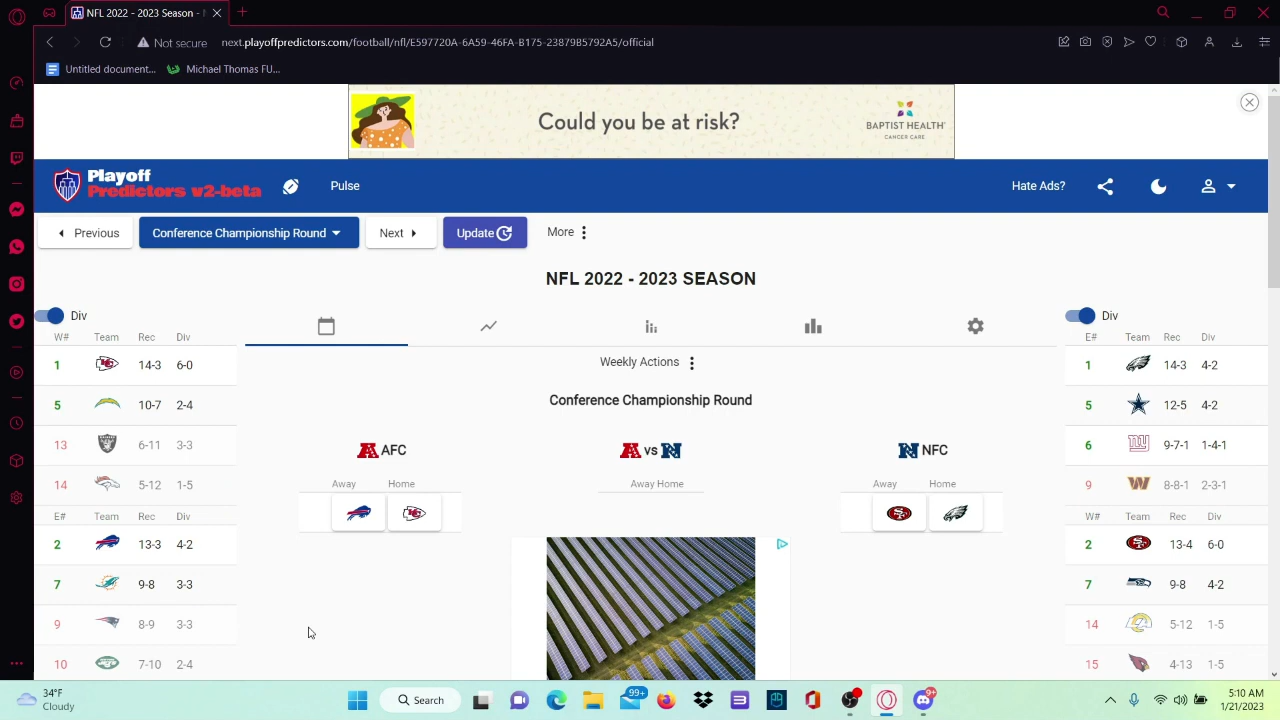 NFL 2022 - 2023 SEASON - N
Not secure
next.playoffpredictors.com/football/nfl/E597720A-6A59-46FA-B175-23879B5792A5/official
Untitled document...
Michael Thomas FU...
Could you be at risk?
BAPTIST HEALTH
CANCER CARE
Playoff
Predictors v2-beta
Pulse
Hate Ads?
Previous
Conference Championship Round
Next
Update
More
NFL 2022 - 2023 SEASON
Div
W# Team Rec Div
1 14-3 6-0
5 10-7 2-4
13 6-11 3-3
14 5-12 1-5
E# Team Rec Div
2 13-3 4-2
7 9-8 3-3
9 8-9 3-3
10 7-10 2-4
Weekly Actions
Conference Championship Round
AFC
Away Home
vs
Away Home
NFC
Away Home
Div
E# Team Rec Div
1 14-3 4-2
5 12-5 4-2
6 9-7-1 1-4-1
9 8-8-1 2-3-1
W# Team Rec Div
2 13-4 6-0
7 9-8 4-2
14 5-12 1-5
15 4-13 1-5
34°F
Cloudy
Search
99+
9+
5:10 AM
1/21/2023